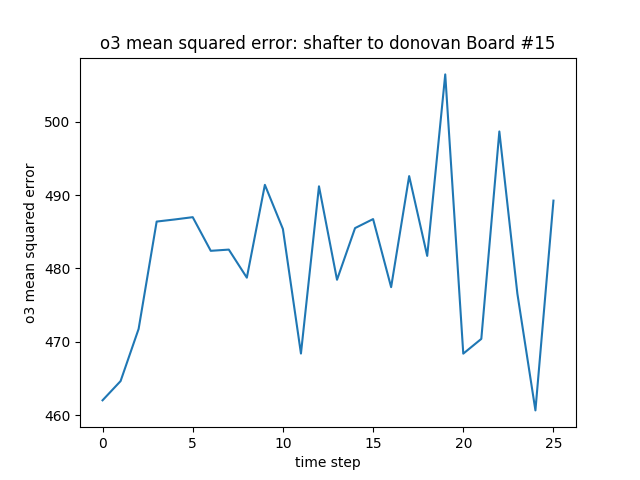 o3 mean squared error: shafter to donovan Board #15
o3 mean squared error
500
490
480
470
460
0 5 10 15 20 25
time step